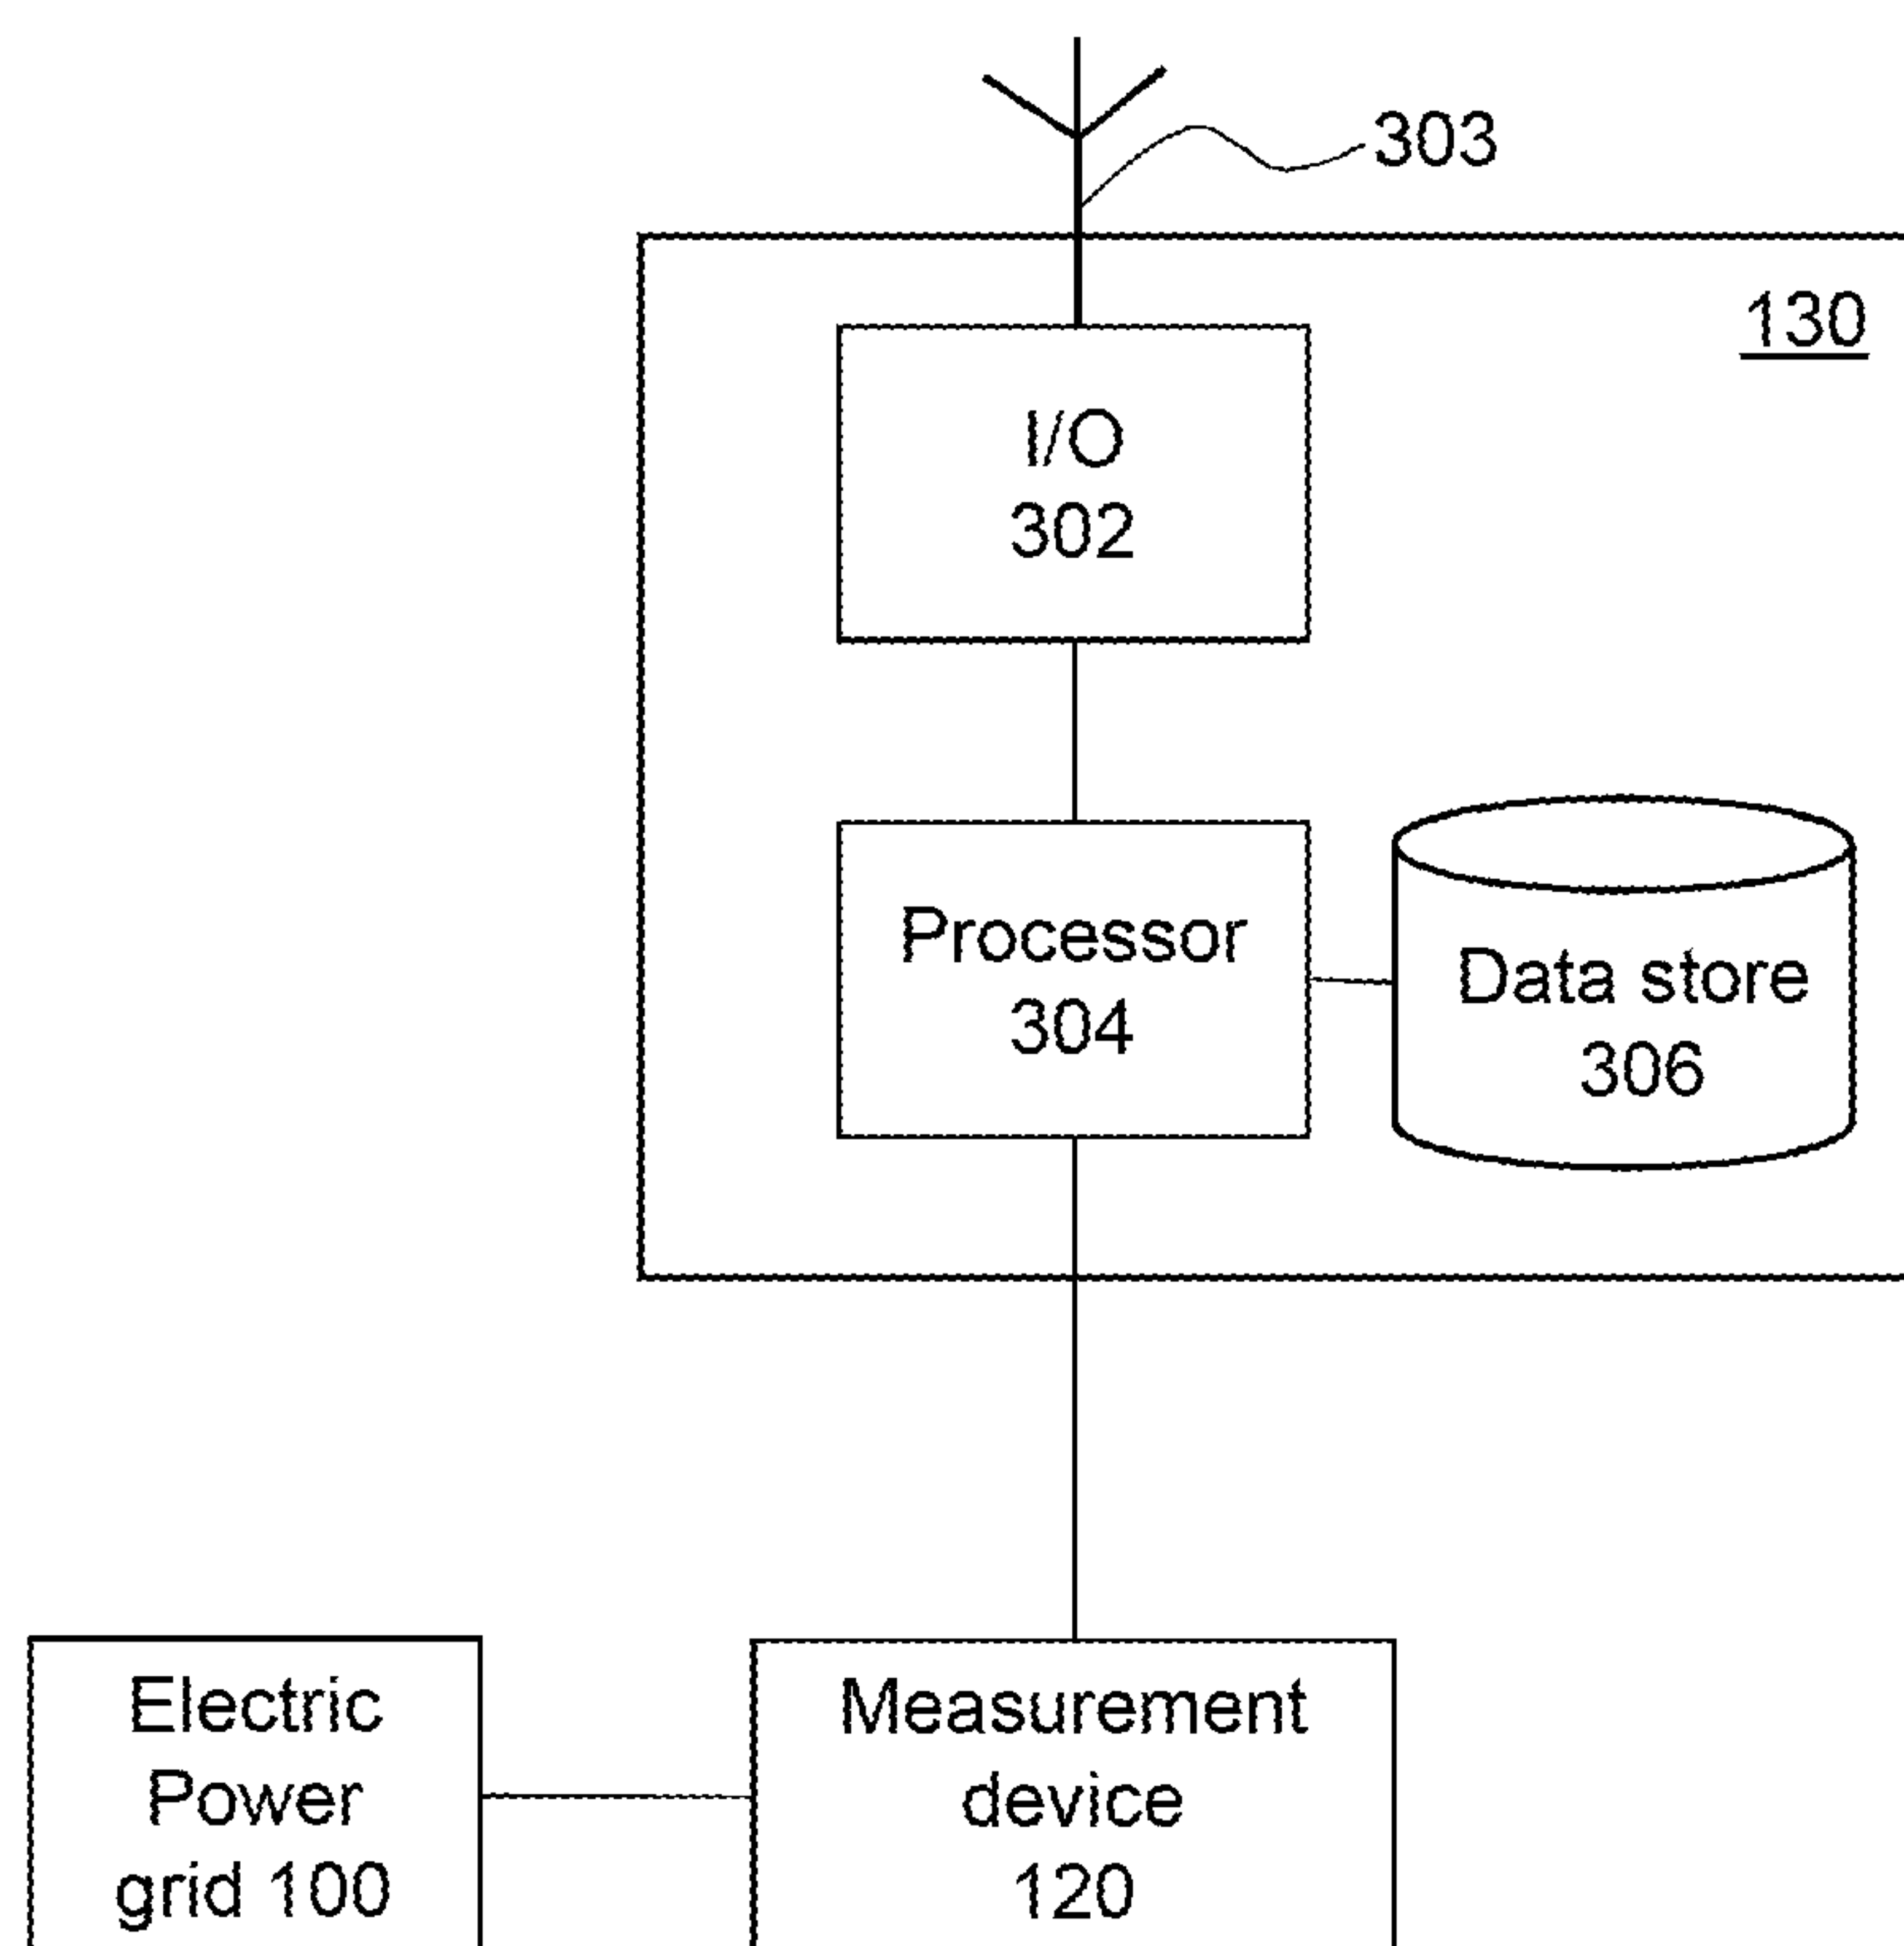 303
130
I/O
302
Processor
304
Data store
306
Electric
Power
grid 100
Measurement
device
120